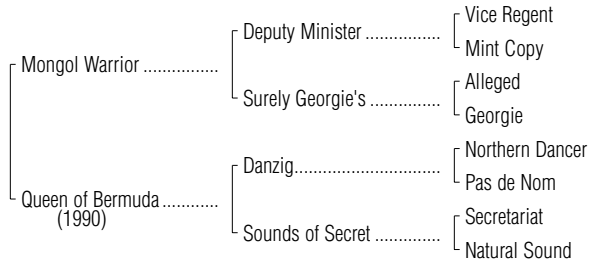 Vice Regent
Deputy Minister ................
Mint Copy
Mongol Warrior ................
Alleged
Surely Georgie's ...............
Georgie
Northern Dancer
Danzig.............................
Pas de Nom
Queen of Bermuda ............
(1990)
Secretariat
Sounds of Secret ..............
Natural Sound